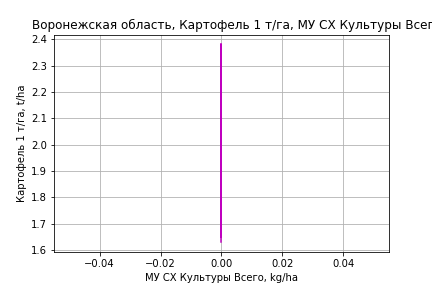 Воронежская область, Картофель 1 т/га, МУ СХ Культуры Всег
2.4
2.3
2.2
2.1
2.0
1.9
1.8
1.7
1.6
Картофель 1 т/га, t/ha
−0.04 −0.02 0.00 0.02 0.04
МУ СХ Культуры Всего, kg/ha